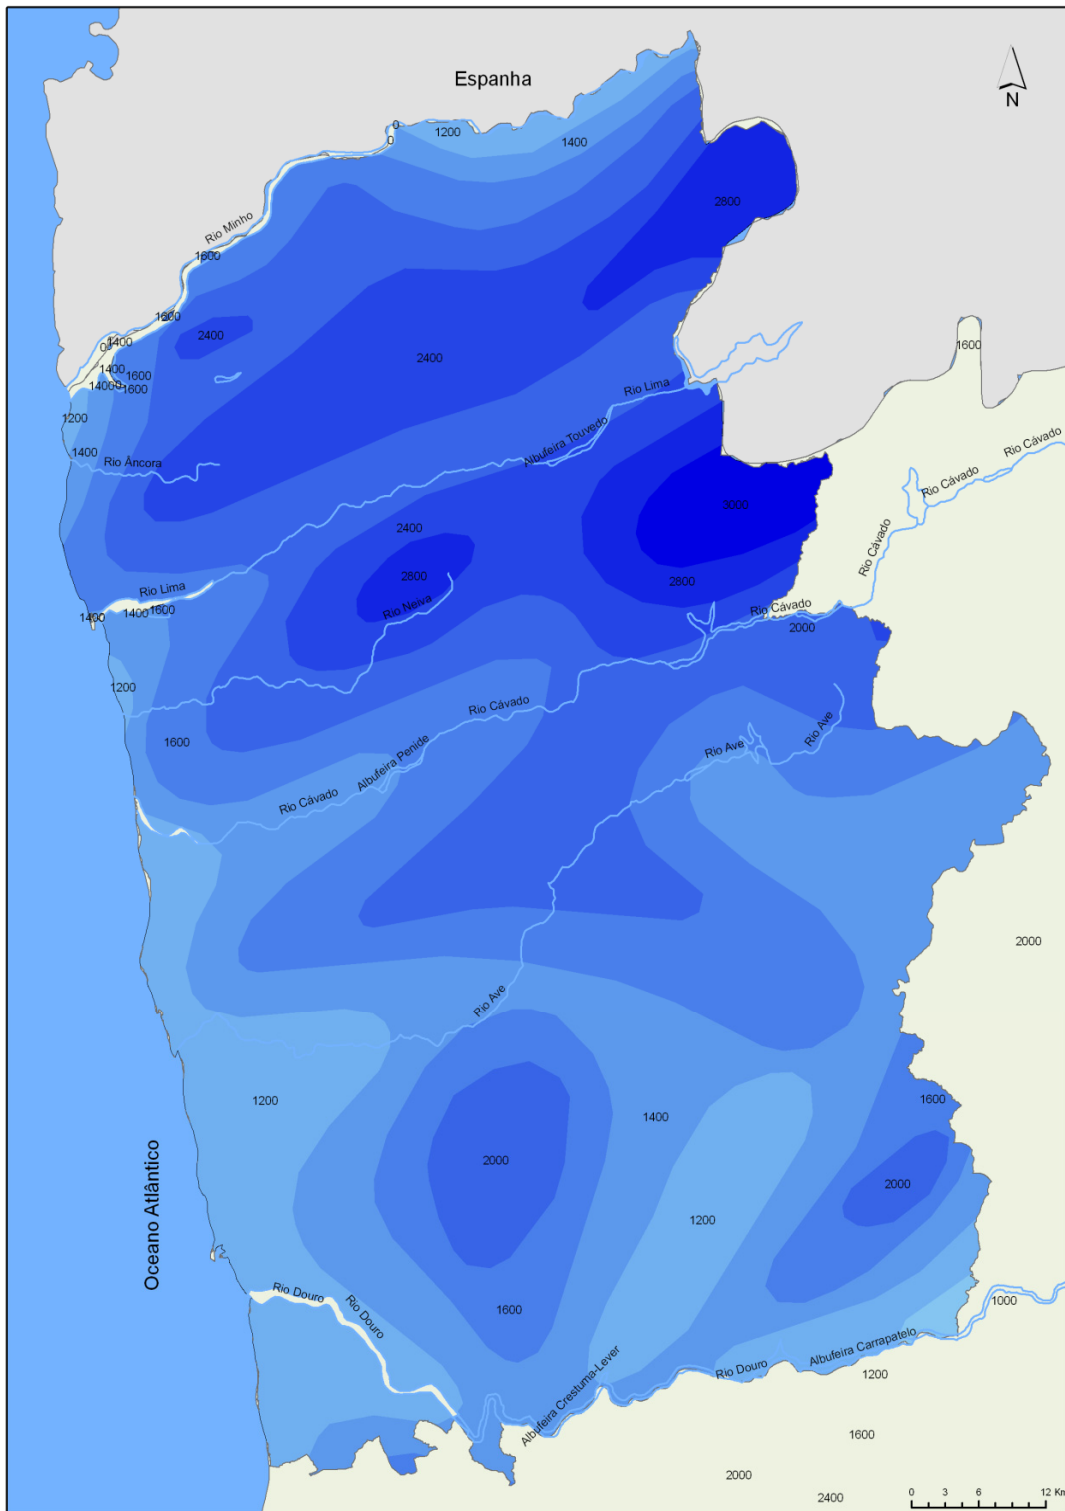 Espanha
N
0
0
1200
1400
2800
Rio Minho
1600
1600
2400
0
1400
2400
1600
1400
1600
14000
1600
Rio Lima
1200
1400
Rio Âncora
Albufeira Touvedo
Rio Cávado
Rio Cávado
3000
2400
Rio Cávado
2800
2800
Rio Lima
Rio Neiva
1400
1400
1600
Rio Cávado
2000
1200
Rio Cávado
1600
Albufeira Penide
Rio Ave
Rio Ave
Rio Cávado
2000
Rio Ave
1200
1400
1600
2000
2000
1200
Oceano Atlântico
Rio Douro
Rio Douro
1600
1000
Albufeira Carrapatelo
Rio Douro
Albufeira Crestuma-Lever
1200
1600
2000
2400
0 3 6 12 Km